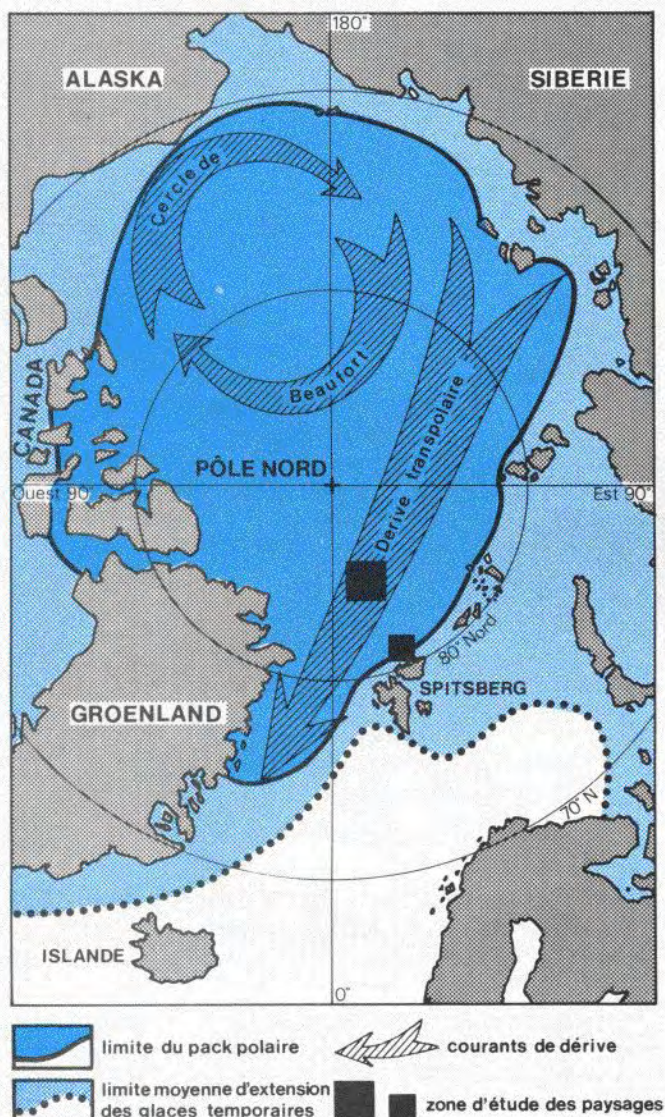 180°
ALASKA
SIBERIE
Cercle de
Beaufort
CANADA
PÔLE NORD
Ouest 90°
Est 90°
Dérive transpolaire
80° Nord
SPITSBERG
GROENLAND
70° N
ISLANDE
0°
limite du pack polaire
courants de dérive
limite moyenne d'extension
des glaces temporaires
zone d'étude des paysages